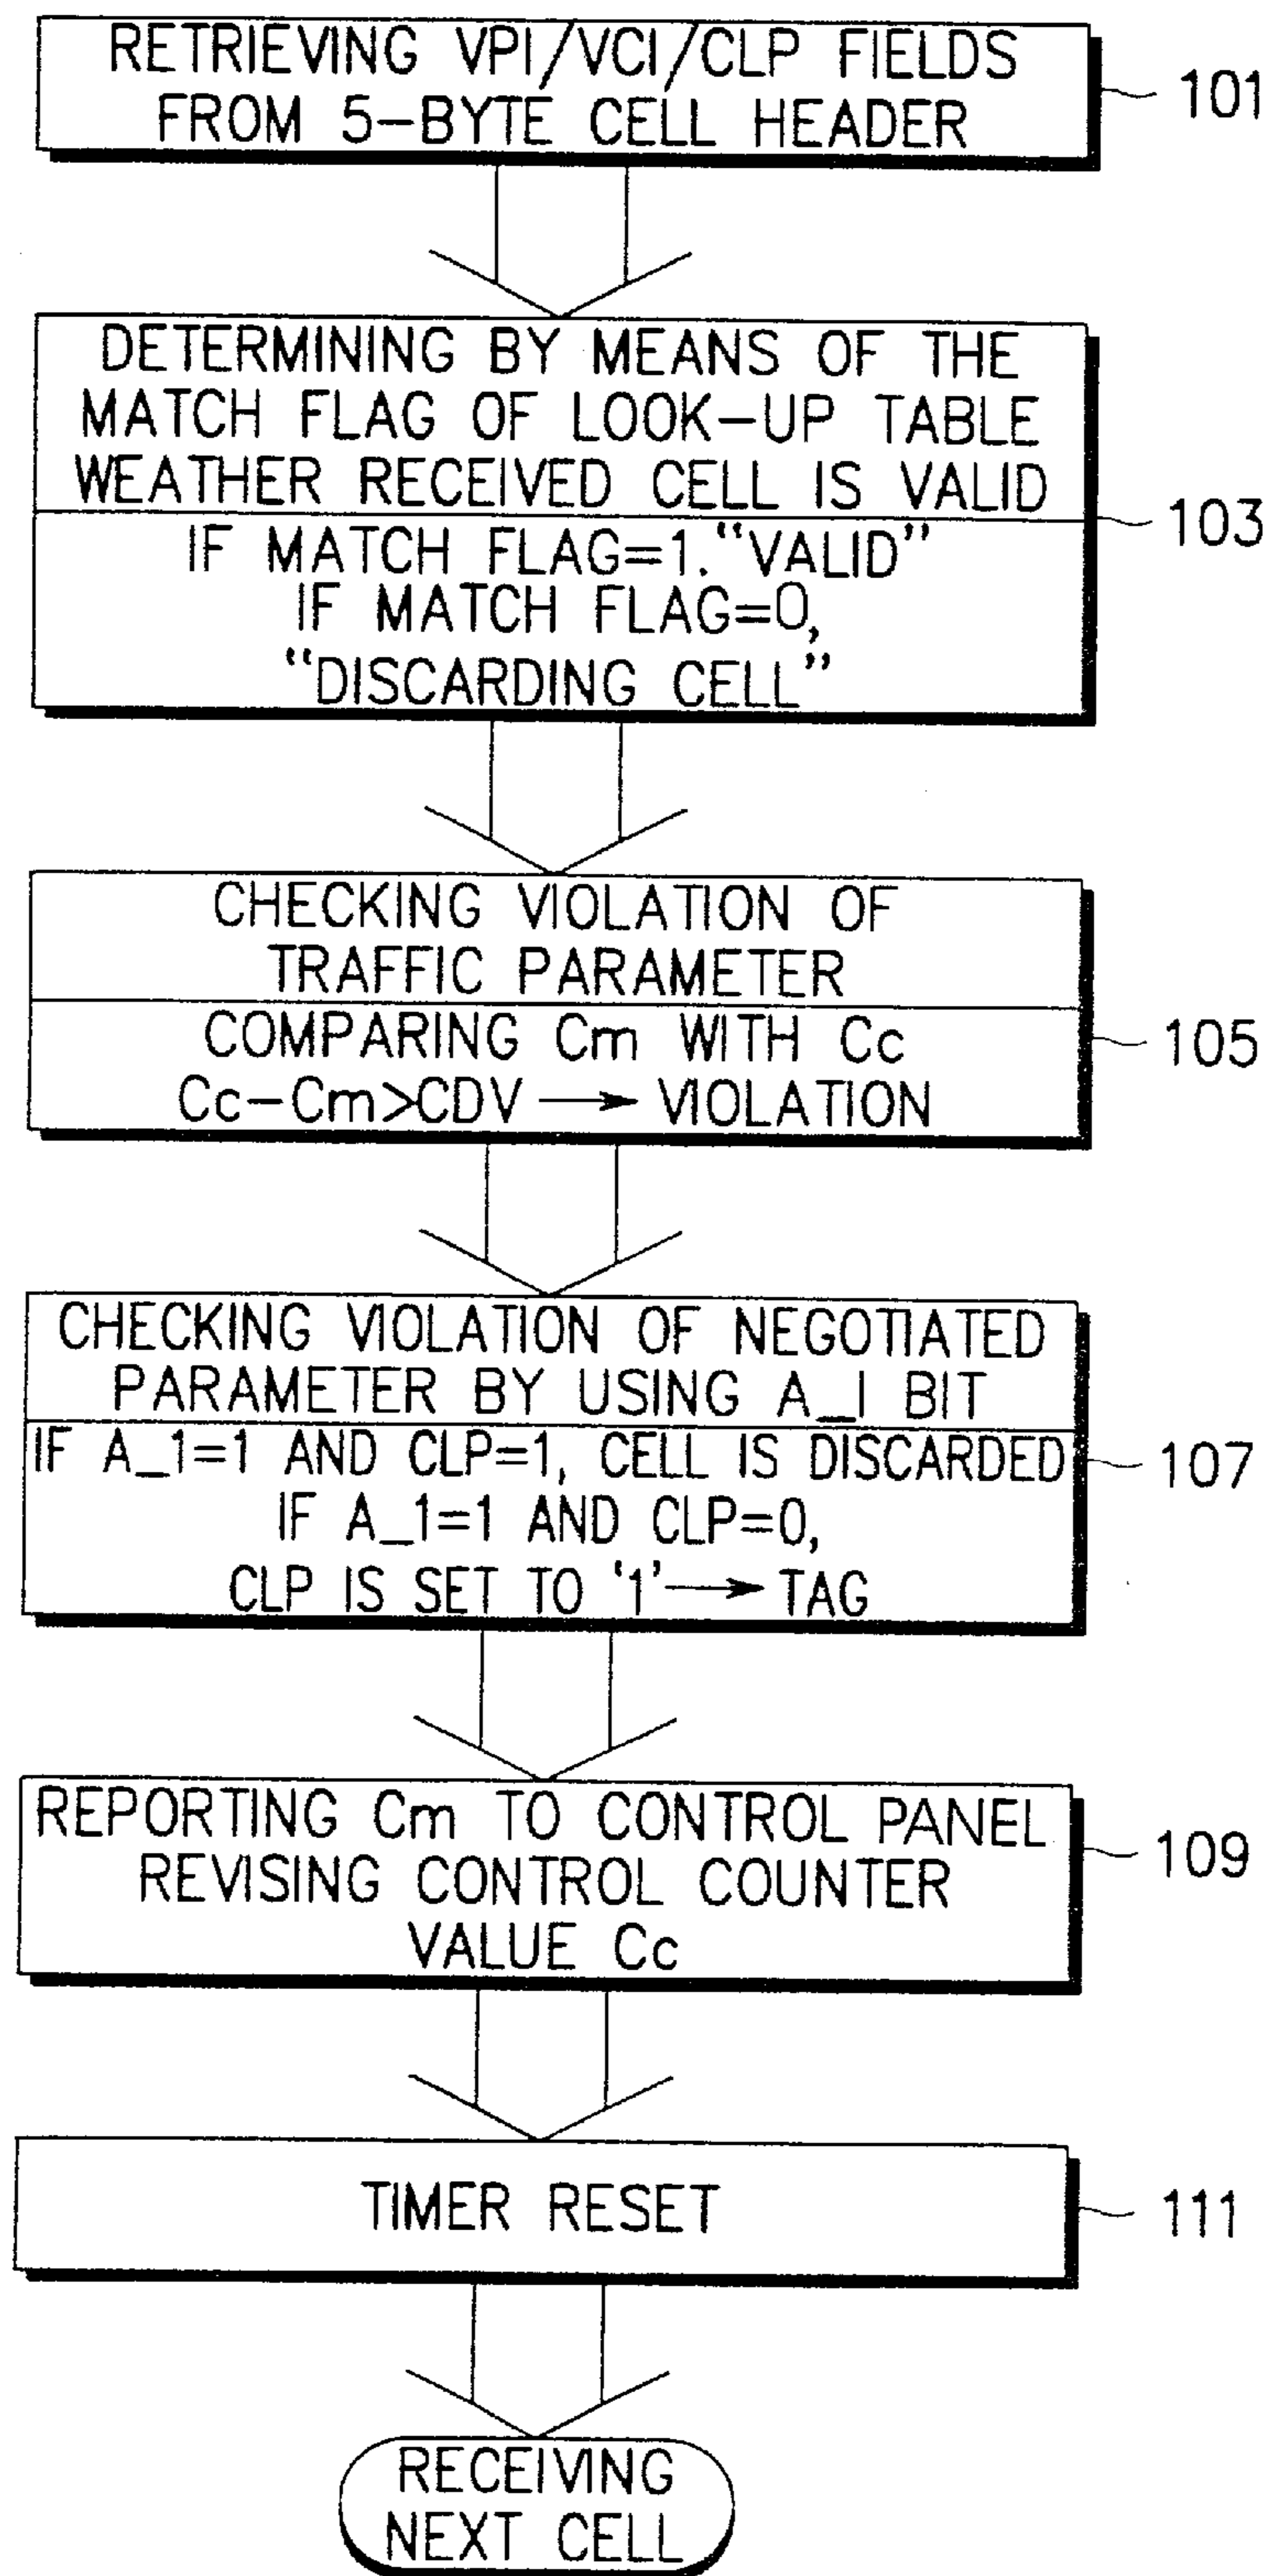 RETRIEVING VPI/VCI/CLP FIELDS
FROM 5-BYTE CELL HEADER
101
DETERMINING BY MEANS OF THE
MATCH FLAG OF LOOK-UP TABLE
WEATHER RECEIVED CELL IS VALID
IF MATCH FLAG=1. "VALID"
IF MATCH FLAG=0,
"DISCARDING CELL"
103
CHECKING VIOLATION OF
TRAFFIC PARAMETER
COMPARING Cm WITH Cc
Cc-Cm>CDV → VIOLATION
105
CHECKING VIOLATION OF NEGOTIATED
PARAMETER BY USING A_I BIT
IF A_1=1 AND CLP=1, CELL IS DISCARDED
IF A_1=1 AND CLP=0,
CLP IS SET TO '1' → TAG
107
REPORTING Cm TO CONTROL PANEL
REVISING CONTROL COUNTER
VALUE Cc
109
TIMER RESET
111
RECEIVING
NEXT CELL